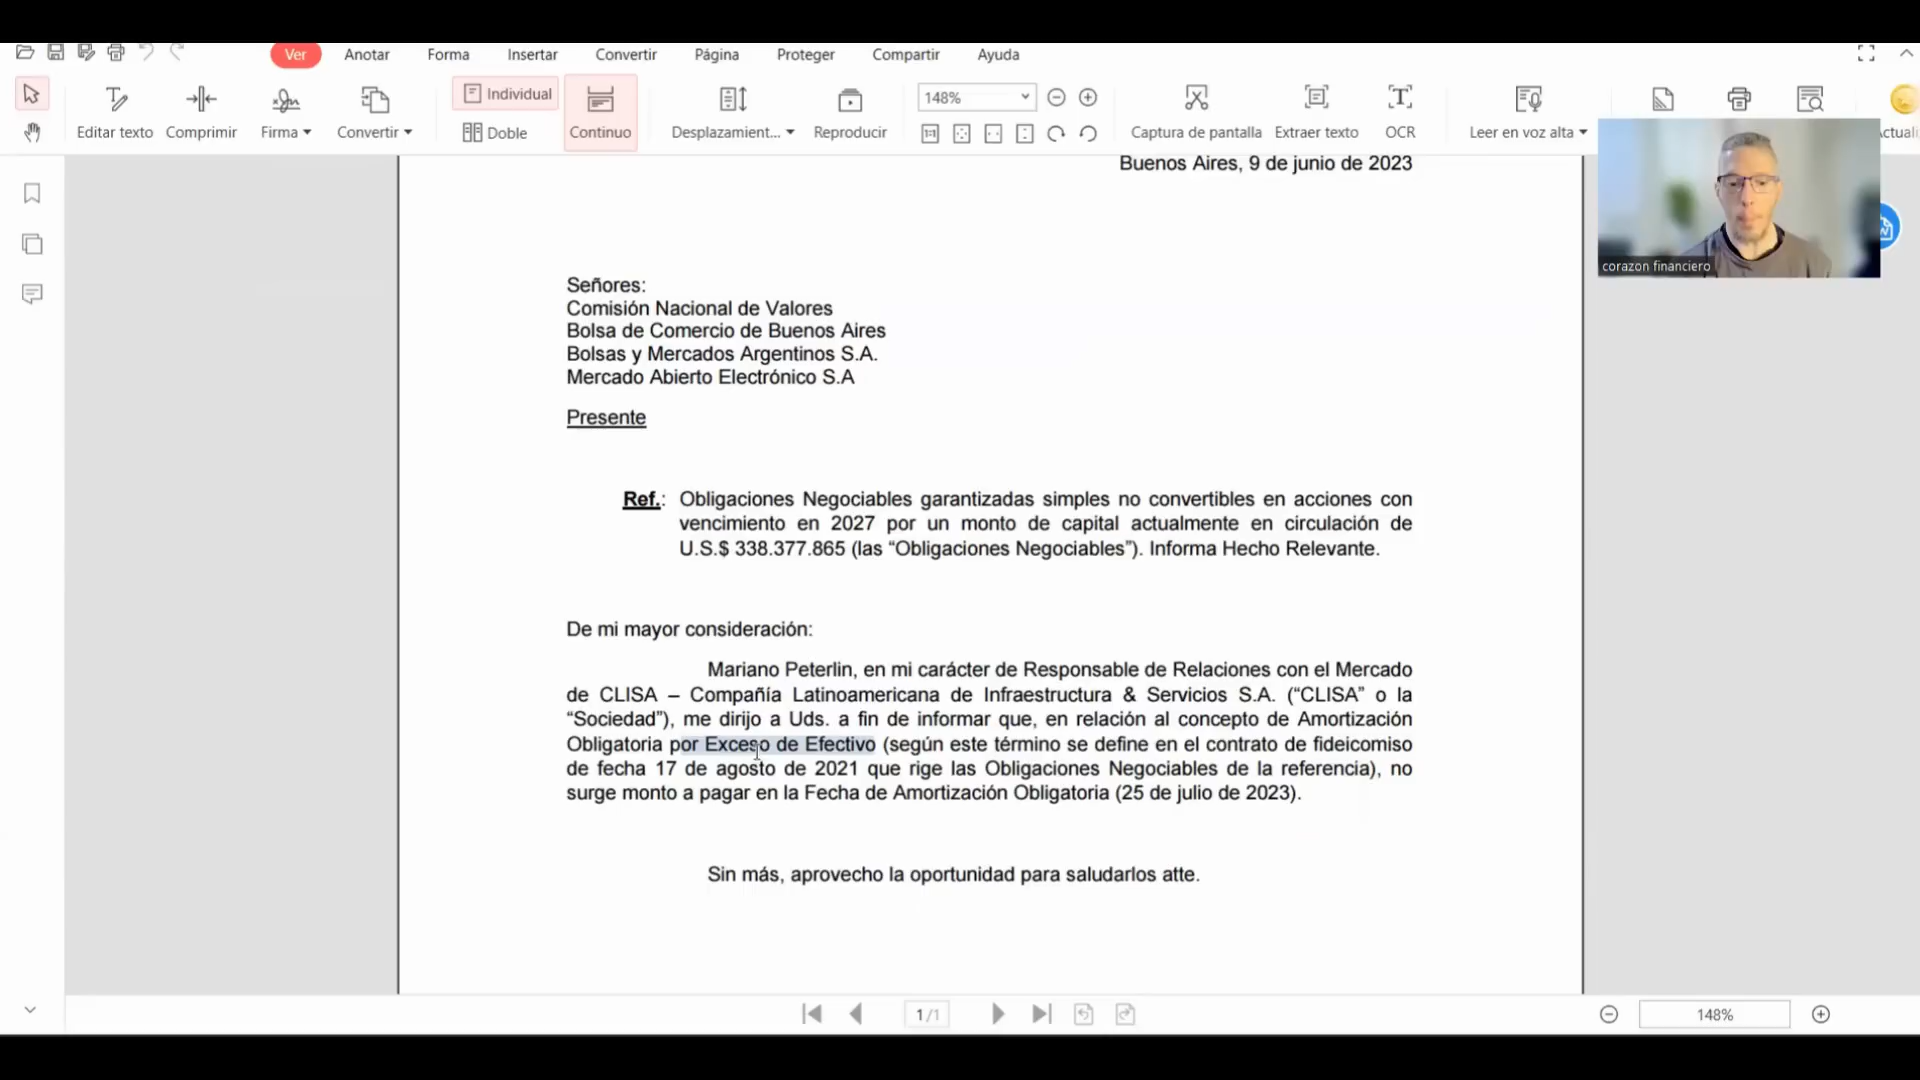 Ver Anotar Forma Insertar Convertir Página Proteger Compartir Ayuda
Editar texto Comprimir Firma Convertir Individual Doble Continuo Desplazamient... Reproducir 148% Captura de pantalla Extraer texto OCR Leer en voz alta
corazon financiero
Buenos Aires, 9 de junio de 2023
Señores:
Comisión Nacional de Valores
Bolsa de Comercio de Buenos Aires
Bolsas y Mercados Argentinos S.A.
Mercado Abierto Electrónico S.A
Presente
Ref.: Obligaciones Negociables garantizadas simples no convertibles en acciones con
vencimiento en 2027 por un monto de capital actualmente en circulación de
U.S.$ 338.377.865 (las “Obligaciones Negociables”). Informa Hecho Relevante.
De mi mayor consideración:
Mariano Peterlin, en mi carácter de Responsable de Relaciones con el Mercado
de CLISA – Compañía Latinoamericana de Infraestructura & Servicios S.A. (“CLISA” o la
“Sociedad”), me dirijo a Uds. a fin de informar que, en relación al concepto de Amortización
Obligatoria por Exceso de Efectivo (según este término se define en el contrato de fideicomiso
de fecha 17 de agosto de 2021 que rige las Obligaciones Negociables de la referencia), no
surge monto a pagar en la Fecha de Amortización Obligatoria (25 de julio de 2023).
Sin más, aprovecho la oportunidad para saludarlos atte.
1/1
148%